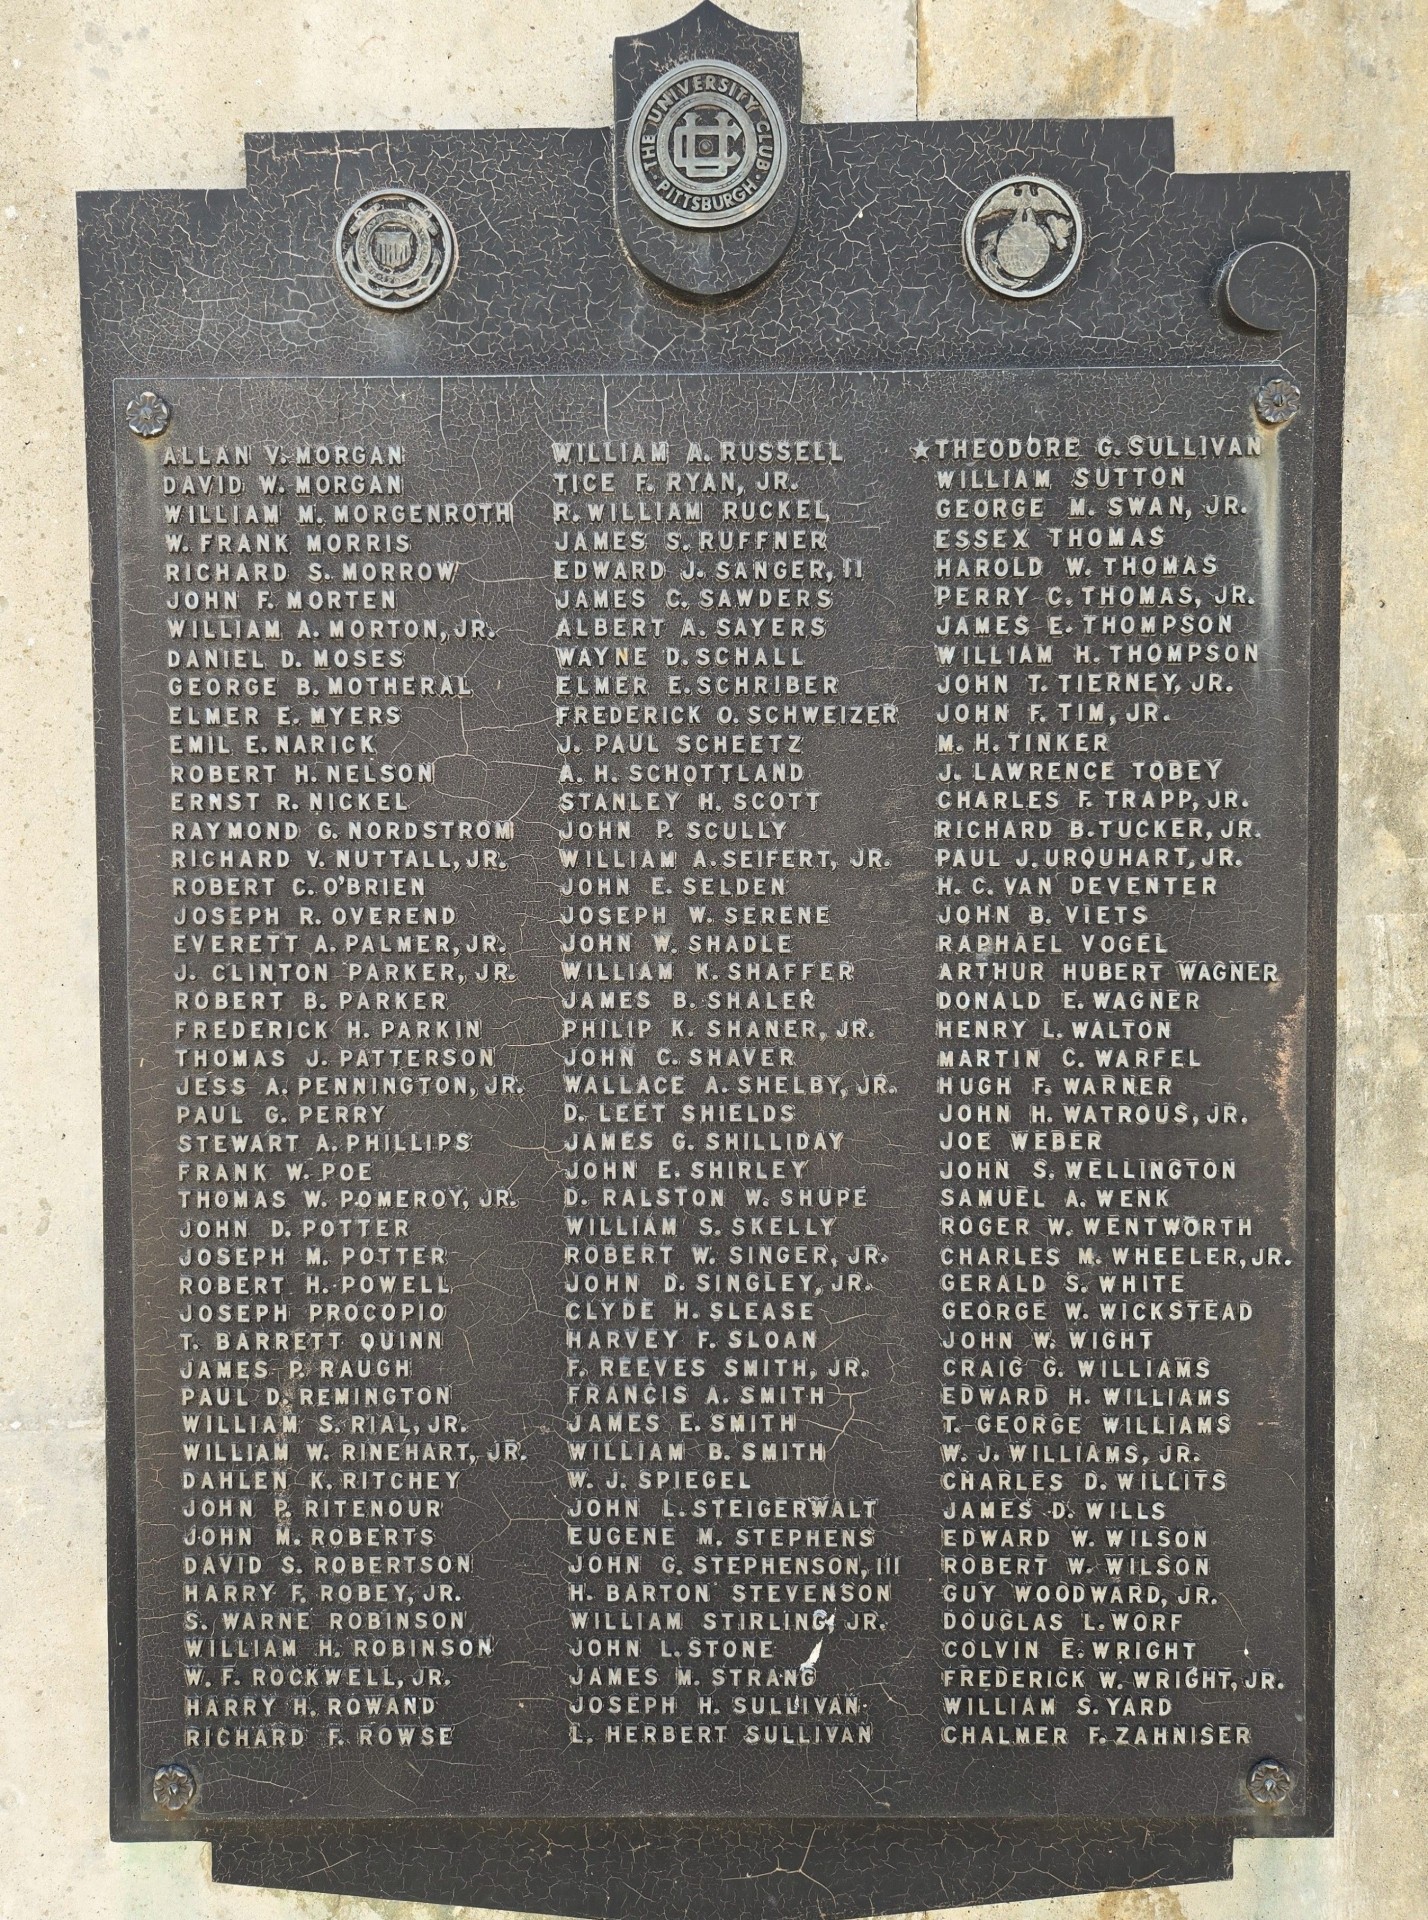 THE UNIVERSITY CLUB
PITTSBURGH
UC
ALLAN V. MORGAN
DAVID W. MORGAN
WILLIAM M. MORGENROTH
W. FRANK MORRIS
RICHARD S. MORROW
JOHN F. MORTEN
WILLIAM A. MORTON, JR.
DANIEL D. MOSES
GEORGE B. MOTHERAL
ELMER E. MYERS
EMIL E. NARICK
ROBERT H. NELSON
ERNST R. NICKEL
RAYMOND G. NORDSTROM
RICHARD V. NUTTALL, JR.
ROBERT C. O'BRIEN
JOSEPH R. OVEREND
EVERETT A. PALMER, JR.
J. CLINTON PARKER, JR.
ROBERT B. PARKER
FREDERICK H. PARKIN
THOMAS J. PATTERSON
JESS A. PENNINGTON, JR.
PAUL G. PERRY
STEWART A. PHILLIPS
FRANK W. POE
THOMAS W. POMEROY, JR.
JOHN D. POTTER
JOSEPH M. POTTER
ROBERT H. POWELL
JOSEPH PROCOPIO
T. BARRETT QUINN
JAMES P. RAUGH
PAUL D. REMINGTON
WILLIAM S. RIAL, JR.
WILLIAM W. RINEHART, JR.
DAHLEN K. RITCHEY
JOHN P. RITENOUR
JOHN M. ROBERTS
DAVID S. ROBERTSON
HARRY F. ROBEY, JR.
S. WARNE ROBINSON
WILLIAM H. ROBINSON
W. F. ROCKWELL, JR.
HARRY H. ROWAND
RICHARD F. ROWSE
WILLIAM A. RUSSELL
TICE F. RYAN, JR.
R. WILLIAM RUCKEL
JAMES S. RUFFNER
EDWARD J. SANGER, II
JAMES C. SAWDERS
ALBERT A. SAYERS
WAYNE D. SCHALL
ELMER E. SCHRIBER
FREDERICK O. SCHWEIZER
J. PAUL SCHEETZ
A. H. SCHOTTLAND
STANLEY H. SCOTT
JOHN P. SCULLY
WILLIAM A. SEIFERT, JR.
JOHN E. SELDEN
JOSEPH W. SERENE
JOHN W. SHADLE
WILLIAM K. SHAFFER
JAMES B. SHALER
PHILIP K. SHANER, JR.
JOHN C. SHAVER
WALLACE A. SHELBY, JR.
D. LEET SHIELDS
JAMES G. SHILLIDAY
JOHN E. SHIRLEY
D. RALSTON W. SHUPE
WILLIAM S. SKELLY
ROBERT W. SINGER, JR.
JOHN D. SINGLEY, JR.
CLYDE H. SLEASE
HARVEY F. SLOAN
F. REEVES SMITH, JR.
FRANCIS A. SMITH
JAMES E. SMITH
WILLIAM B. SMITH
W. J. SPIEGEL
JOHN L. STEIGERWALT
EUGENE M. STEPHENS
JOHN G. STEPHENSON, III
H. BARTON STEVENSON
WILLIAM STIRLING, JR.
JOHN L. STONE
JAMES M. STRANG
JOSEPH H. SULLIVAN
L. HERBERT SULLIVAN
★ THEODORE G. SULLIVAN
WILLIAM SUTTON
GEORGE M. SWAN, JR.
ESSEX THOMAS
HAROLD W. THOMAS
PERRY C. THOMAS, JR.
JAMES E. THOMPSON
WILLIAM H. THOMPSON
JOHN T. TIERNEY, JR.
JOHN F. TIM, JR.
M. H. TINKER
J. LAWRENCE TOBEY
CHARLES F. TRAPP, JR.
RICHARD B. TUCKER, JR.
PAUL J. URQUHART, JR.
H. C. VAN DEVENTER
JOHN B. VIETS
RAPHAEL VOGEL
ARTHUR HUBERT WAGNER
DONALD E. WAGNER
HENRY L. WALTON
MARTIN C. WARFEL
HUGH F. WARNER
JOHN H. WATROUS, JR.
JOE WEBER
JOHN S. WELLINGTON
SAMUEL A. WENK
ROGER W. WENTWORTH
CHARLES M. WHEELER, JR.
GERALD S. WHITE
GEORGE W. WICKSTEAD
JOHN W. WIGHT
CRAIG G. WILLIAMS
EDWARD H. WILLIAMS
T. GEORGE WILLIAMS
W. J. WILLIAMS, JR.
CHARLES D. WILLITS
JAMES D. WILLS
EDWARD W. WILSON
ROBERT W. WILSON
GUY WOODWARD, JR.
DOUGLAS L. WORF
COLVIN E. WRIGHT
FREDERICK W. WRIGHT, JR.
WILLIAM S. YARD
CHALMER F. ZAHNISER